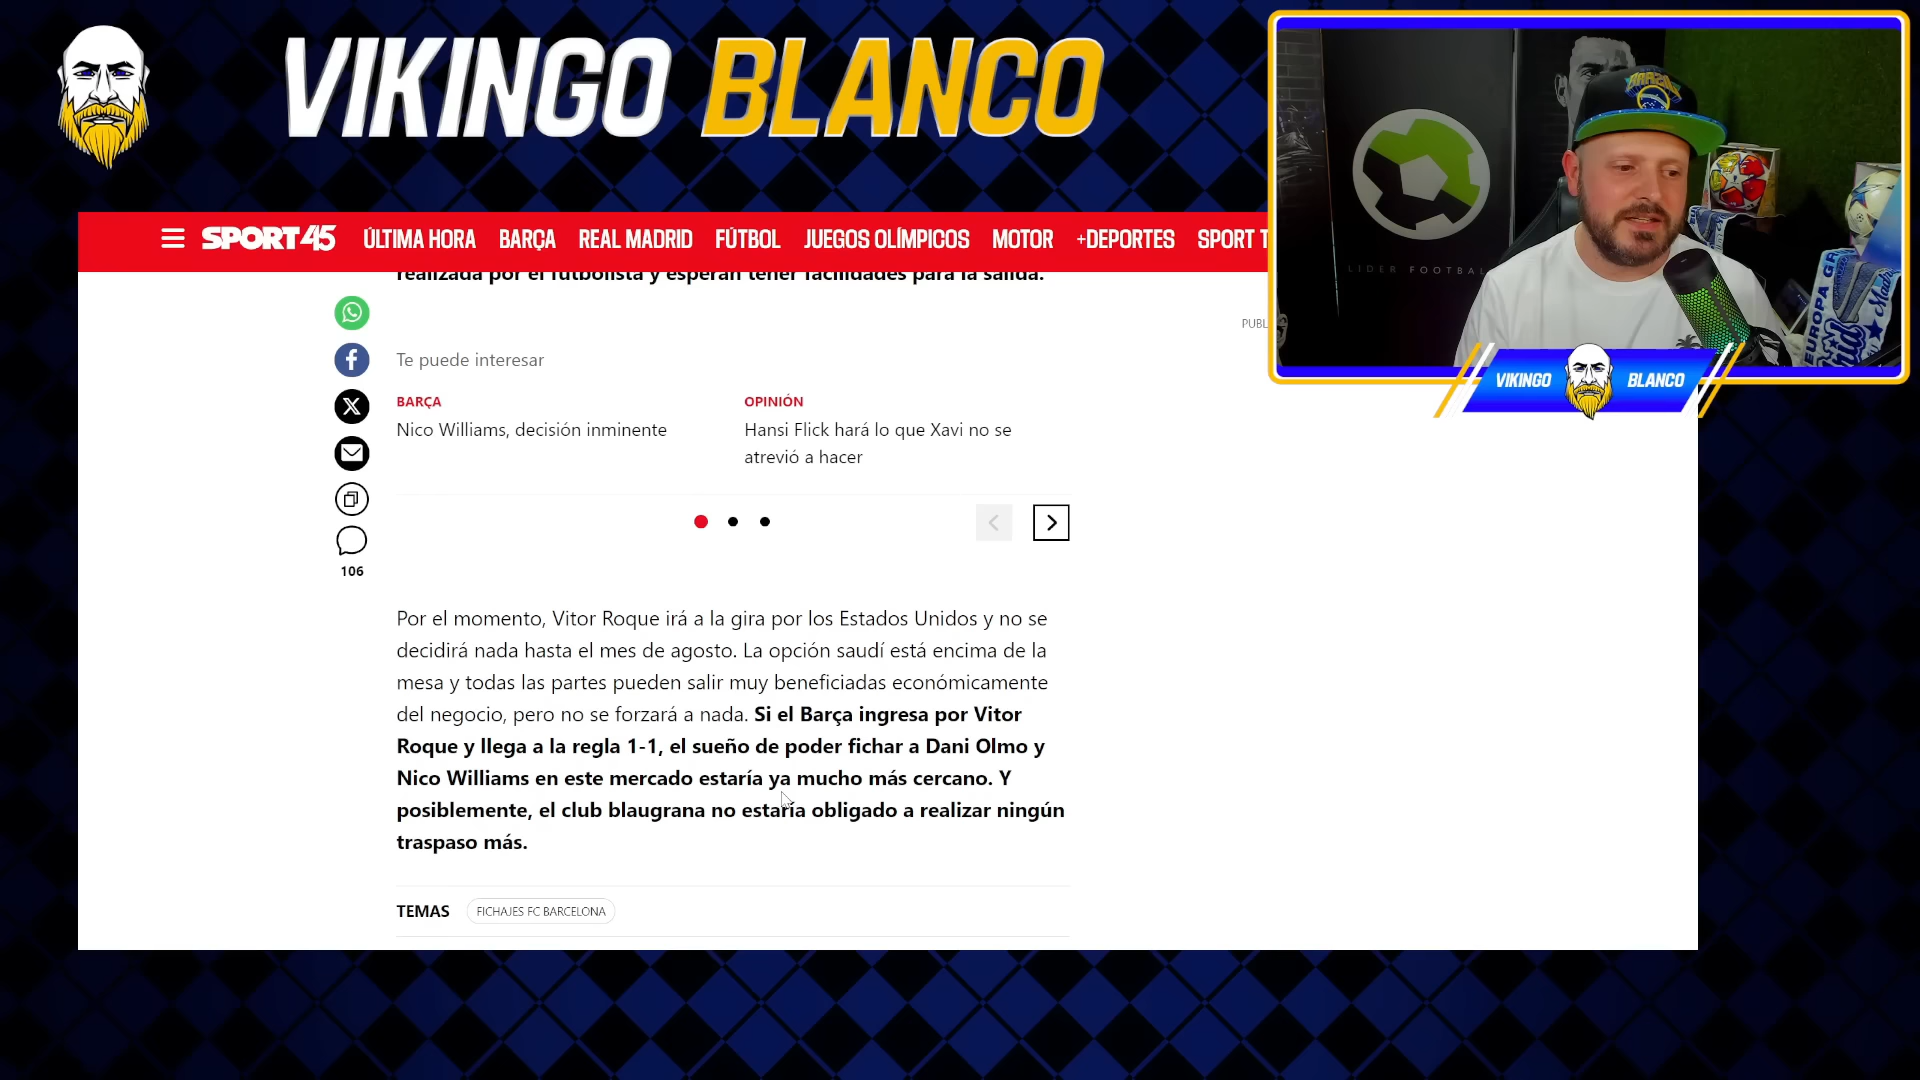 VIKINGO BLANCO
SPORT 45 ÚLTIMA HORA BARÇA REAL MADRID FÚTBOL JUEGOS OLÍMPICOS MOTOR +DEPORTES SPORT
realizada por el futbolista y esperan tener facilidades para la salida.
LIDER FOOTBAL
PUBL
VIKINGO BLANCO
Te puede interesar
BARÇA
Nico Williams, decisión inminente
OPINIÓN
Hansi Flick hará lo que Xavi no se
atrevió a hacer
106
Por el momento, Vitor Roque irá a la gira por los Estados Unidos y no se
decidirá nada hasta el mes de agosto. La opción saudí está encima de la
mesa y todas las partes pueden salir muy beneficiadas económicamente
del negocio, pero no se forzará a nada. Si el Barça ingresa por Vitor
Roque y llega a la regla 1-1, el sueño de poder fichar a Dani Olmo y
Nico Williams en este mercado estaría ya mucho más cercano. Y
posiblemente, el club blaugrana no estaría obligado a realizar ningún
traspaso más.
TEMAS FICHAJES FC BARCELONA